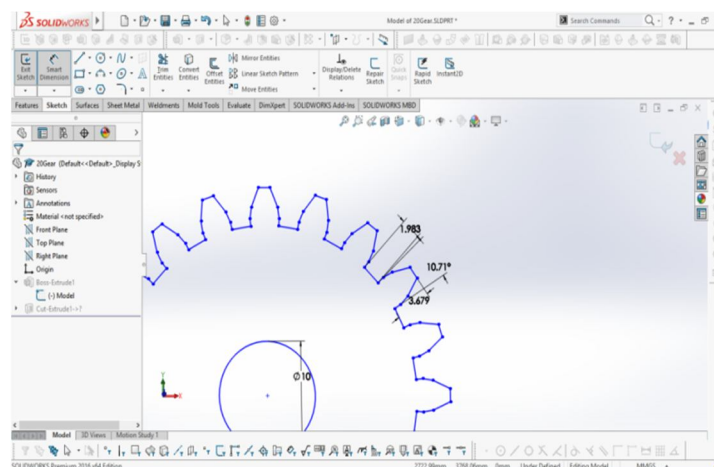 SOLIDWORKS
Model of 20Gear.SLDPRT *
Search Commands
Exit Sketch
Smart Dimension
Trim Entities
Convert Entities
Offset Entities
Mirror Entities
Linear Sketch Pattern
Move Entities
Display/Delete Relations
Repair Sketch
Quick Snaps
Rapid Sketch
Instant2D
Features Sketch Surfaces Sheet Metal Weldments Mold Tools Evaluate DimXpert SOLIDWORKS Add-Ins SOLIDWORKS MBD
20Gear (Default<<Default>_Display S
History
Sensors
Annotations
Material <not specified>
Front Plane
Top Plane
Right Plane
Origin
Boss-Extrude1
(-) Model
Cut-Extrude1->?
1.983
10.71°
3.679
Ø10
Y
X
Model 3D Views Motion Study 1
SOLIDWORKS Premium 2016 x64 Edition
Under Defined Editing Model MMGS